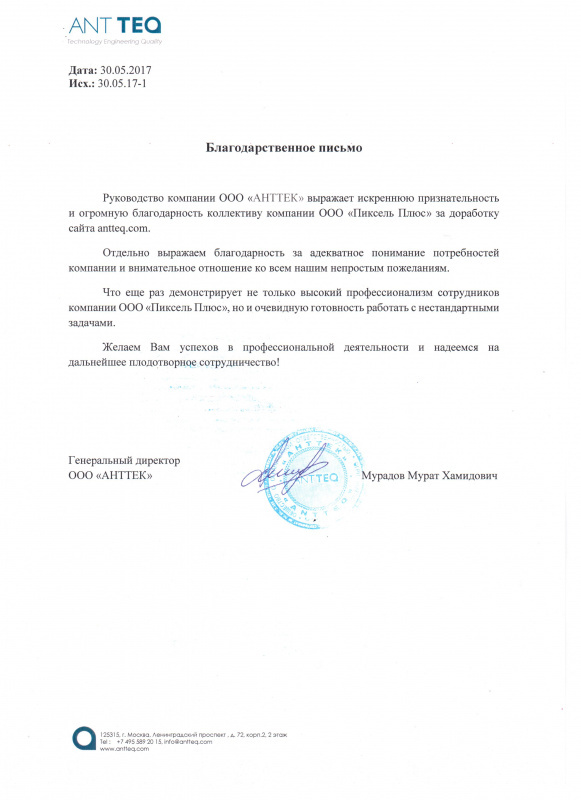 ANT TEQ
Technology Engineering Quality
Дата: 30.05.2017
Исх.: 30.05.17-1
Благодарственное письмо
Руководство компании ООО «АНТТЕК» выражает искреннюю признательность
и огромную благодарность коллективу компании ООО «Пиксель Плюс» за доработку
сайта antteq.com.
Отдельно выражаем благодарность за адекватное понимание потребностей
компании и внимательное отношение ко всем нашим непростым пожеланиям.
Что еще раз демонстрирует не только высокий профессионализм сотрудников
компании ООО «Пиксель Плюс», но и очевидную готовность работать с нестандартными
задачами.
Желаем Вам успехов в профессиональной деятельности и надеемся на
дальнейшее плодотворное сотрудничество!
Генеральный директор
ООО «АНТТЕК»
«АНТТЕК»
ANTTEQ
«ANTTEQ»
Мурадов Мурат Хамидович
125315, г. Москва, Ленинградский проспект , д. 72, корп.2, 2 этаж
Tel.: +7 495 589 20 15, info@antteq.com
www.antteq.com